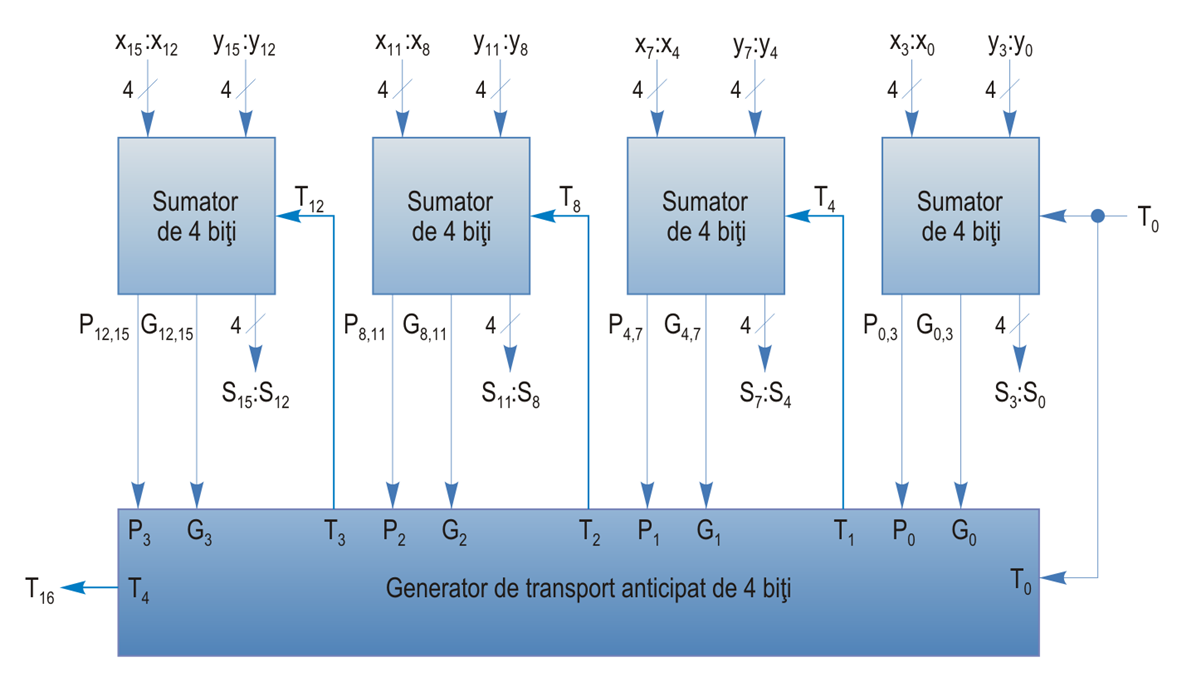 x15:x12 y15:y12 x11:x8 y11:y8 x7:x4 y7:y4 x3:x0 y3:y0
4 4 4 4 4 4 4 4
T12 T8 T4
Sumator Sumator Sumator Sumator
de 4 biţi de 4 biţi de 4 biţi de 4 biţi
T0
P12,15 G12,15 4 P8,11 G8,11 4 P4,7 G4,7 4 P0,3 G0,3 4
S15:S12 S11:S8 S7:S4 S3:S0
P3 G3 T3 P2 G2 T2 P1 G1 T1 P0 G0
T0
T16 T4 Generator de transport anticipat de 4 biţi